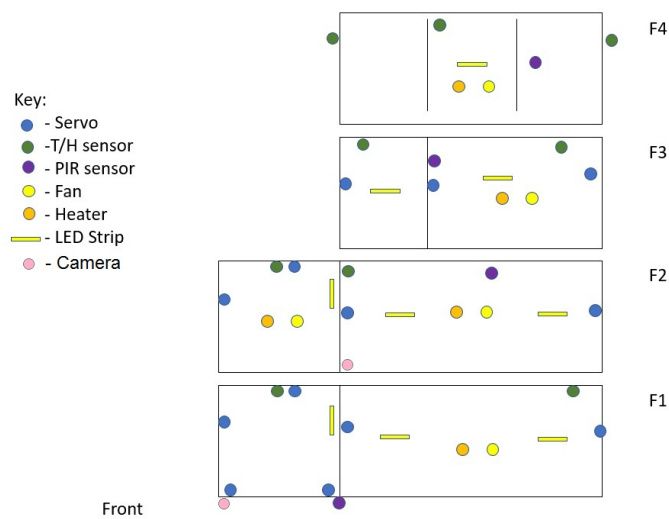 F4
Key:
- Servo
-T/H sensor
- PIR sensor
- Fan
- Heater
- LED Strip
- Camera
F3
F2
F1
Front